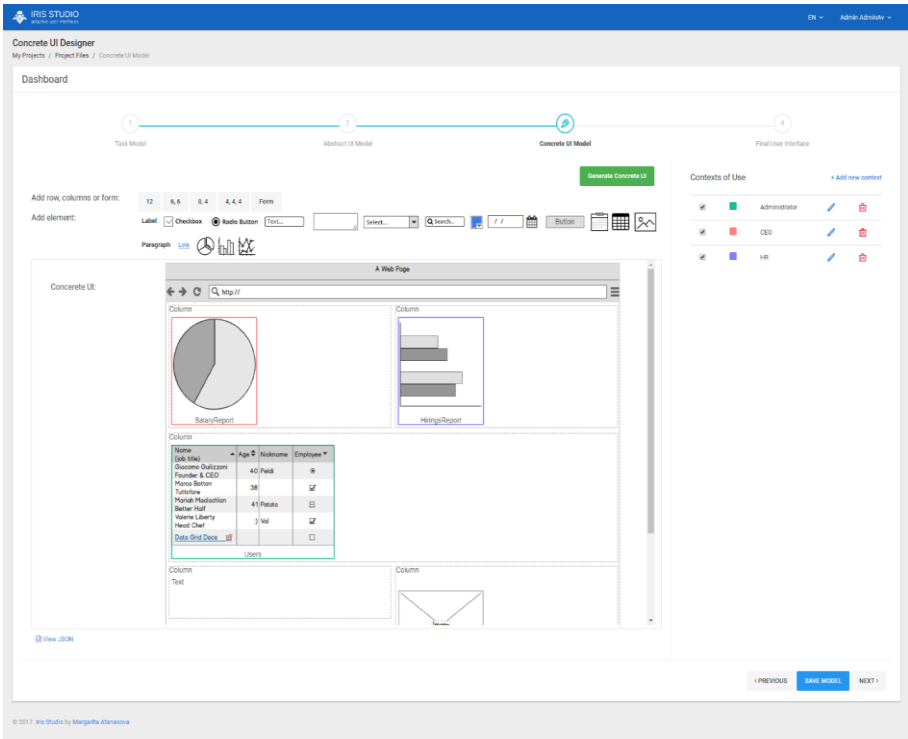 IRIS STUDIO
adaptive user interfaces
EN
Admin AdminAv
Concrete UI Designer
My Projects / Project Files / Concrete UI Model
Dashboard
1
2
4
Task Model
Abstract UI Model
Concrete UI Model
Final User Interface
Generate Concrete UI
Contexts of Use
+ Add new context
Administrator
CEO
HR
Add row, columns or form:
12
6, 6
8, 4
4, 4, 4
Form
Add element:
Label
Checkbox
Radio Button
Text...
Select...
Search...
/ /
Button
Paragraph
Link
Concerete UI:
A Web Page
http://
Column
Column
SalaryReport
HiringsReport
Column
Name
(job title)
Age
Nickname
Employee
Giacomo Guilizzoni
Founder & CEO
40
Peldi
Marco Botton
Tuttofare
38
Mariah Maclachlan
Better Half
41
Patata
Valerie Liberty
Head Chef
:)
Val
Data Grid Docs
Users
Column
Column
Text
View JSON
‹ PREVIOUS
SAVE MODEL
NEXT ›
© 2017. Iris Studio by Margarita Atanasova